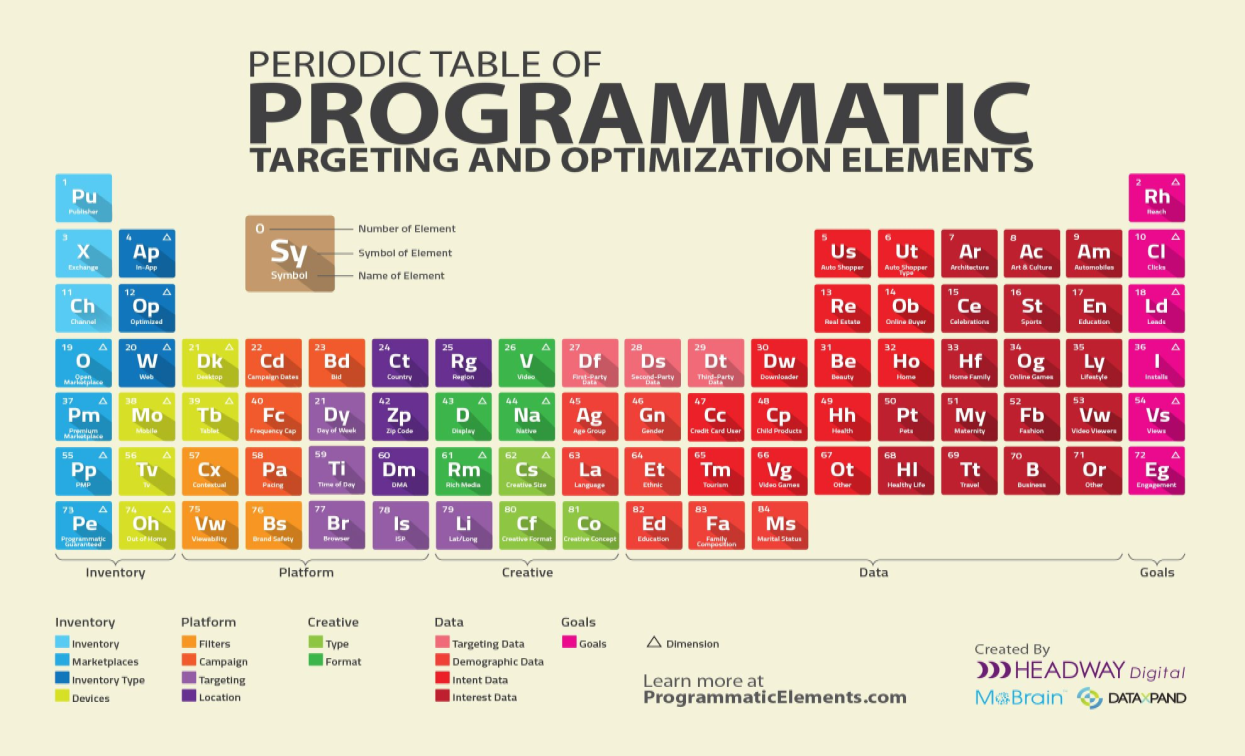 PERIODIC TABLE OF
PROGRAMMATIC
TARGETING AND OPTIMIZATION ELEMENTS
1
Pu
Publisher
2
Rh
Reach
0
Sy
Symbol
Number of Element
Symbol of Element
Name of Element
3
X
Exchange
4
Ap
In-App
5
Us
Auto Shopper
6
Ut
Auto Shopper
Type
7
Ar
Architecture
8
Ac
Art & Culture
9
Am
Automobiles
10
Cl
Clicks
11
Ch
Channel
12
Op
Optimized
13
Re
Real Estate
14
Ob
Online Buyar
15
Ce
Celebrations
16
St
Sports
17
En
Education
18
Ld
Leads
19
O
Open
Marketplace
20
W
Web
21
Dk
Desktop
22
Cd
Campaign Dates
23
Bd
Bid
24
Ct
Country
25
Rg
Region
26
V
Video
27
Df
First-Party
Data
28
Ds
Second-Party
Data
29
Dt
Third-Party
Data
30
Dw
Downloader
31
Be
Beauty
32
Ho
Home
33
Hf
Home Family
34
Og
Online Games
35
Ly
Lifestyle
36
I
Installs
37
Pm
Premium
Marketplace
38
Mo
Mobile
39
Tb
Tablet
40
Fc
Frequency Cap
21
Dy
Day of Week
42
Zp
Zip Code
43
D
Display
44
Na
Native
45
Ag
Age Group
46
Gn
Gender
47
Cc
Credit Card User
48
Cp
Child Products
49
Hh
Health
50
Pt
Pets
51
My
Maternity
52
Fb
Fashion
53
Vw
Video Viewers
54
Vs
Views
55
Pp
PMP
56
Tv
Tv
57
Cx
Contextual
58
Pa
Pacing
59
Ti
Time of Day
60
Dm
DMA
61
Rm
Rich Media
62
Cs
Creative Size
63
La
Language
64
Et
Ethnic
65
Tm
Tourism
66
Vg
Video Games
67
Ot
Other
68
Hl
Healthy Life
69
Tt
Travel
70
B
Business
71
Or
Other
72
Eg
Engagement
73
Pe
Programmatic
Guaranteed
74
Oh
Out of Home
75
Vw
Viewability
76
Bs
Brand Safety
77
Br
Browser
78
Is
ISP
79
Li
Lat/Long
80
Cf
Creative Format
81
Co
Creative Concept
82
Ed
Education
83
Fa
Family
Composition
84
Ms
Marital Status
Inventory
Platform
Creative
Data
Goals
Inventory
Inventory
Marketplaces
Inventory Type
Devices
Platform
Filters
Campaign
Targeting
Location
Creative
Type
Format
Data
Targeting Data
Demographic Data
Intent Data
Interest Data
Goals
Goals
Dimension
Learn more at
ProgrammaticElements.com
Created By
HEADWAY Digital
MoBrain
DATAXPAND